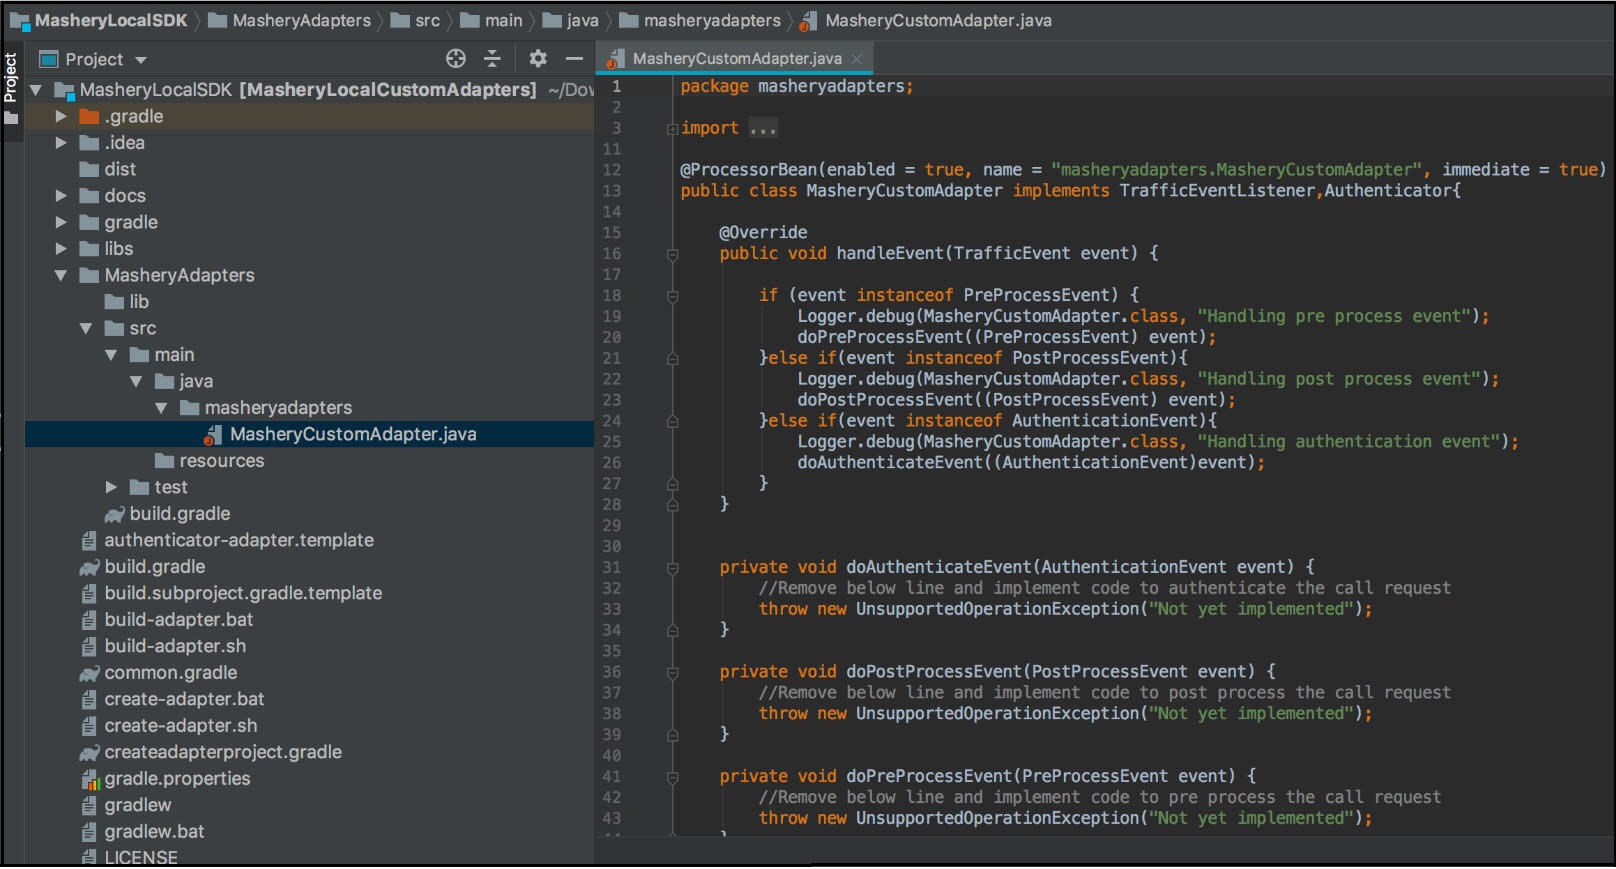 MasheryLocalSDK MasheryAdapters src main java masheryadapters MasheryCustomAdapter.java
Project
Project
MasheryLocalSDK [MasheryLocalCustomAdapters] ~/Dow
.gradle
.idea
dist
docs
gradle
libs
MasheryAdapters
lib
src
main
java
masheryadapters
MasheryCustomAdapter.java
resources
test
build.gradle
authenticator-adapter.template
build.gradle
build.subproject.gradle.template
build-adapter.bat
build-adapter.sh
common.gradle
create-adapter.bat
create-adapter.sh
createadapterproject.gradle
gradle.properties
gradlew
gradlew.bat
LICENSE
MasheryCustomAdapter.java
1 package masheryadapters;
2
3 import ...
11
12 @ProcessorBean(enabled = true, name = "masheryadapters.MasheryCustomAdapter", immediate = true)
13 public class MasheryCustomAdapter implements TrafficEventListener,Authenticator{
14
15 @Override
16 public void handleEvent(TrafficEvent event) {
17
18 if (event instanceof PreProcessEvent) {
19 Logger.debug(MasheryCustomAdapter.class, "Handling pre process event");
20 doPreProcessEvent((PreProcessEvent) event);
21 }else if(event instanceof PostProcessEvent){
22 Logger.debug(MasheryCustomAdapter.class, "Handling post process event");
23 doPostProcessEvent((PostProcessEvent) event);
24 }else if(event instanceof AuthenticationEvent){
25 Logger.debug(MasheryCustomAdapter.class, "Handling authentication event");
26 doAuthenticateEvent((AuthenticationEvent)event);
27 }
28 }
29
30
31 private void doAuthenticateEvent(AuthenticationEvent event) {
32 //Remove below line and implement code to authenticate the call request
33 throw new UnsupportedOperationException("Not yet implemented");
34 }
35
36 private void doPostProcessEvent(PostProcessEvent event) {
37 //Remove below line and implement code to post process the call request
38 throw new UnsupportedOperationException("Not yet implemented");
39 }
40
41 private void doPreProcessEvent(PreProcessEvent event) {
42 //Remove below line and implement code to pre process the call request
43 throw new UnsupportedOperationException("Not yet implemented");